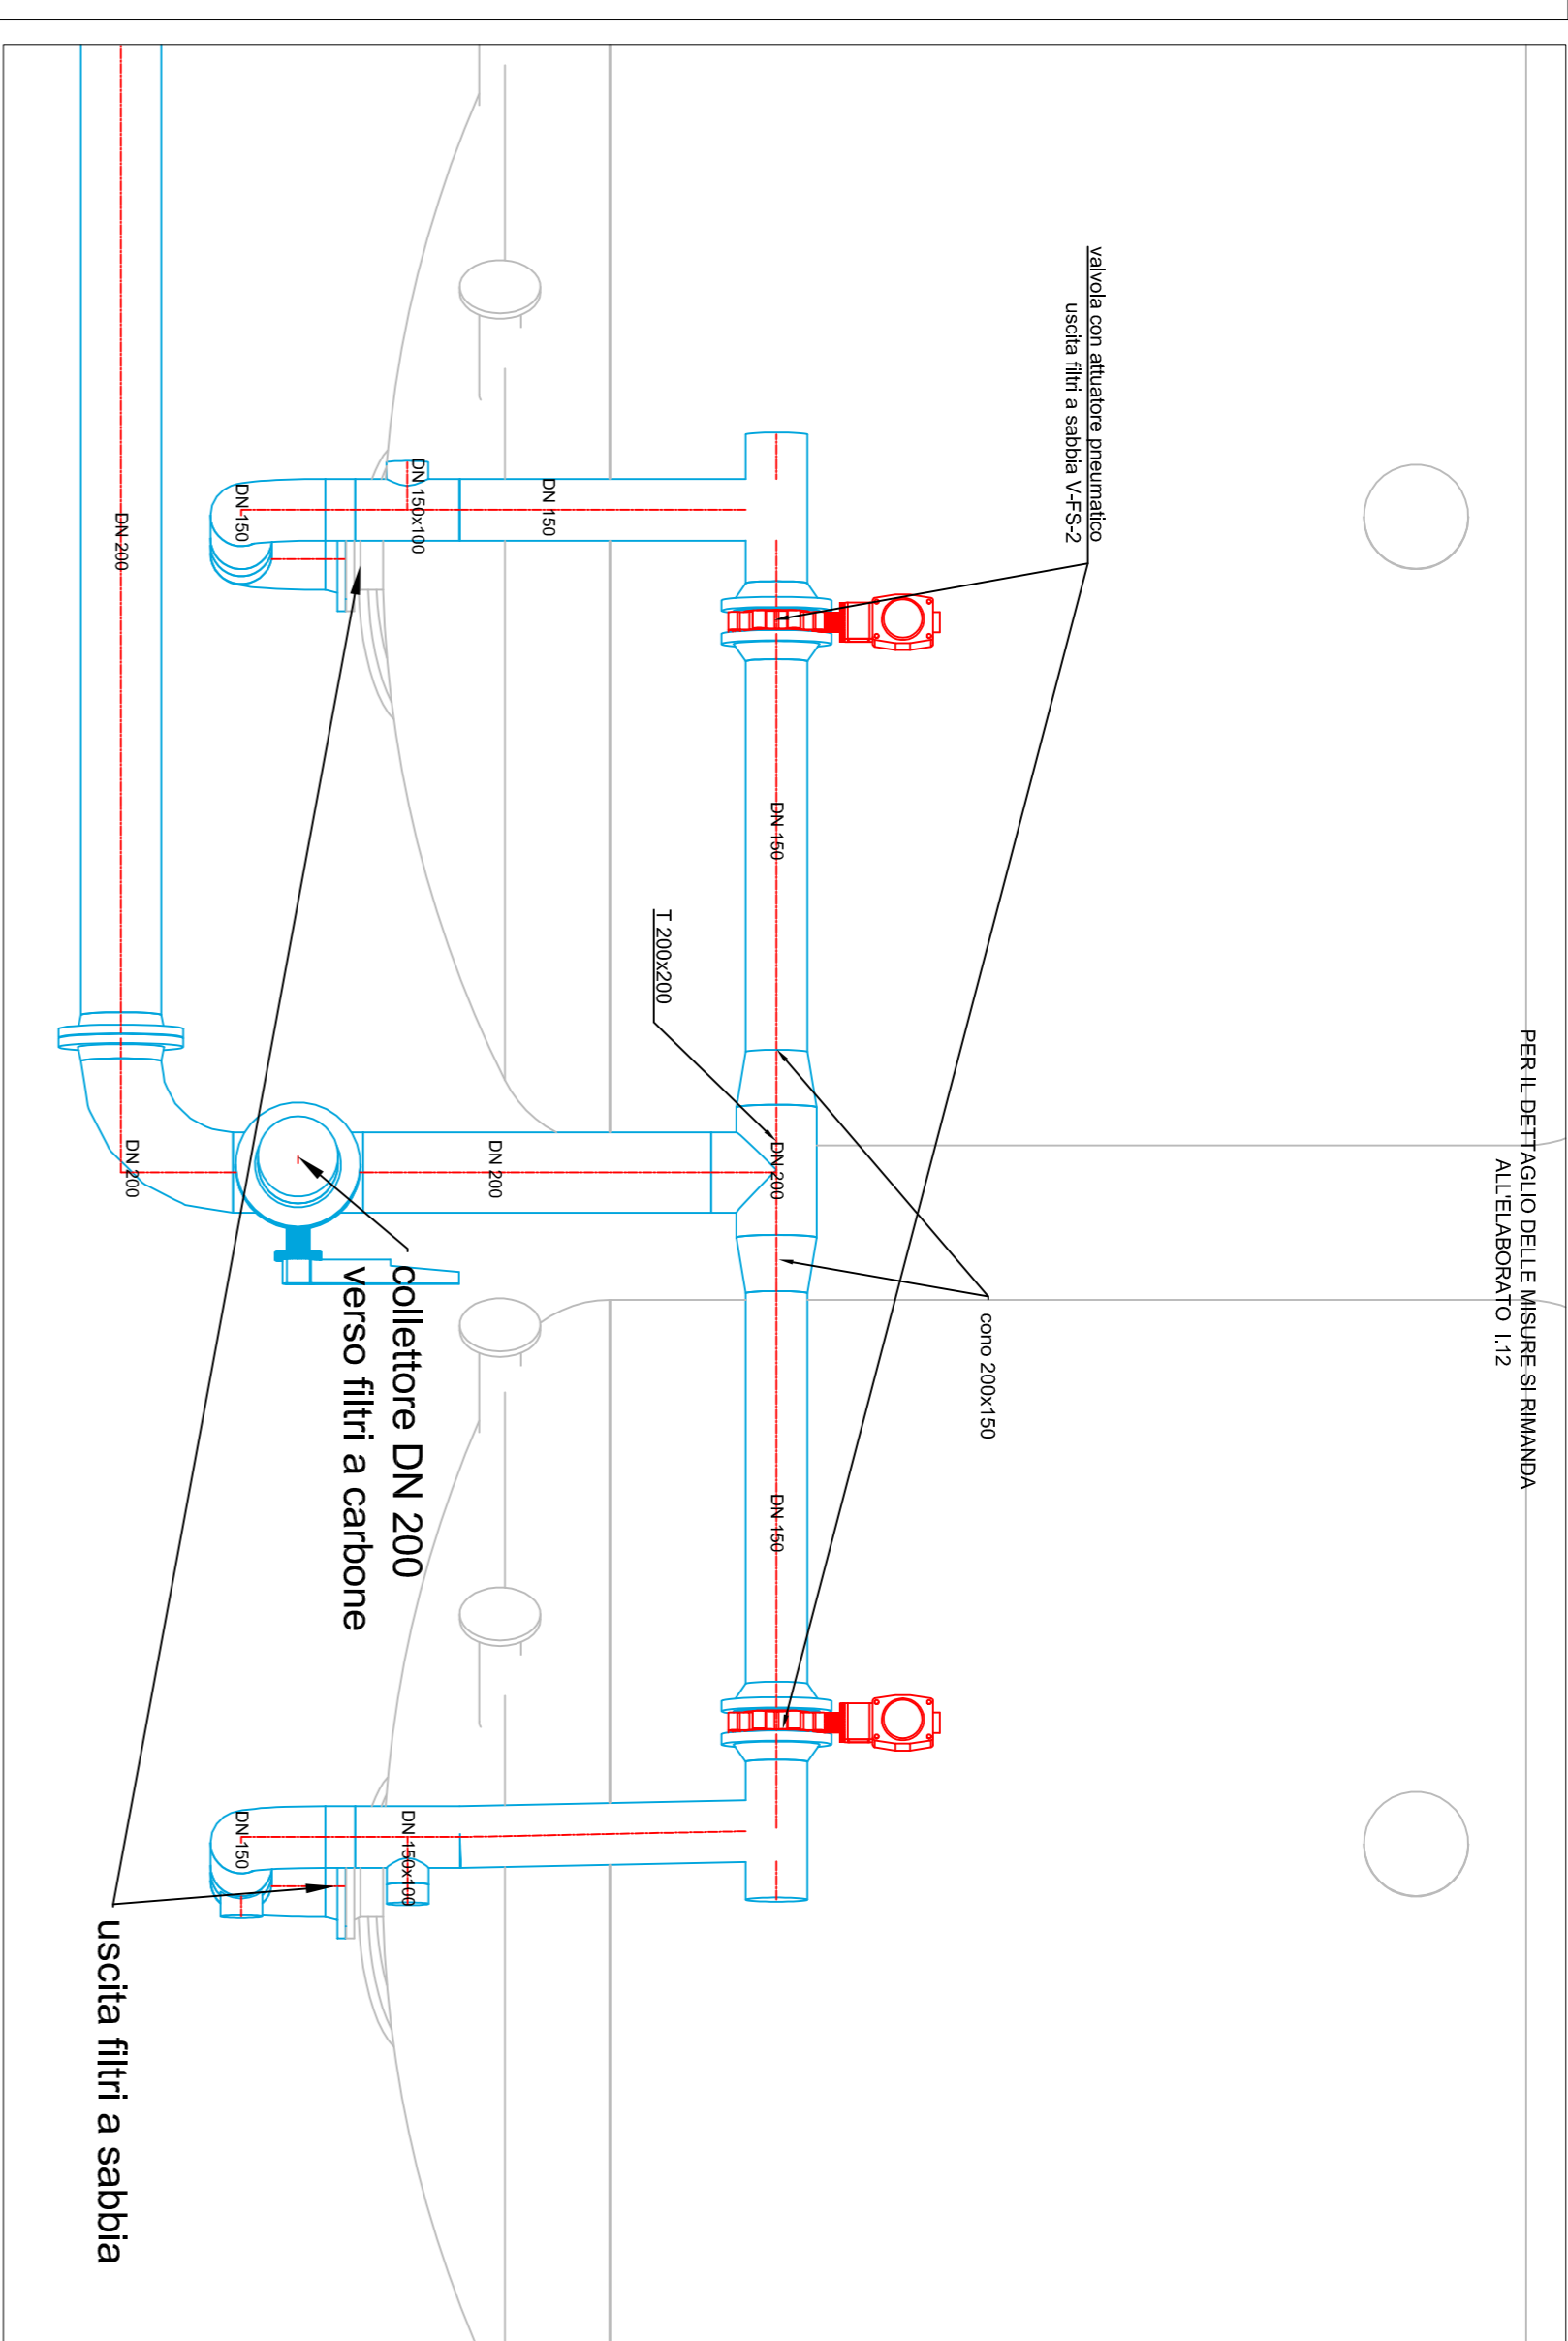 PER IL DETTAGLIO DELLE MISURE SI RIMANDA
ALL'ELABORATO I.12
valvola con attuatore pneumatico
uscita filtri a sabbia V-FS-2
cono 200x150
DN 150
DN 200
DN 150
T 200x200
DN 150
DN 200
DN 150x100
DN 150x100
collettore DN 200
verso filtri a carbone
DN 150
DN 150
DN 200
DN 200
uscita filtri a sabbia